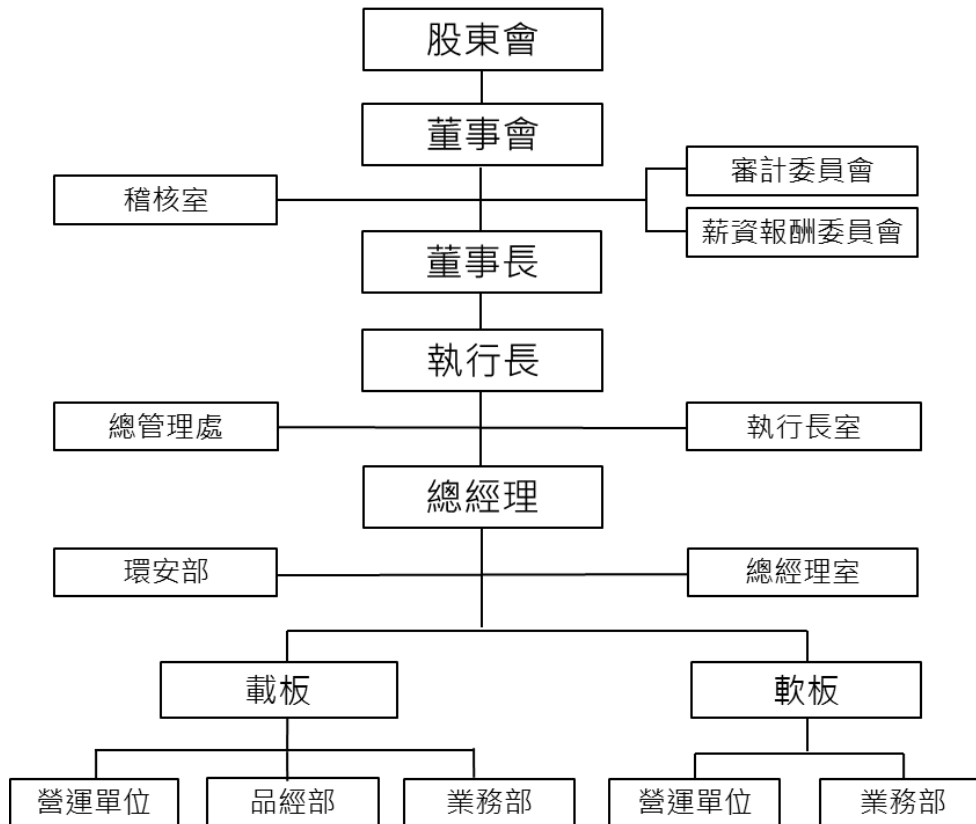 股東會
董事會
審計委員會
稽核室
薪資報酬委員會
董事長
執行長
總管理處
執行長室
總經理
環安部
總經理室
載板
軟板
營運單位
品經部
業務部
營運單位
業務部